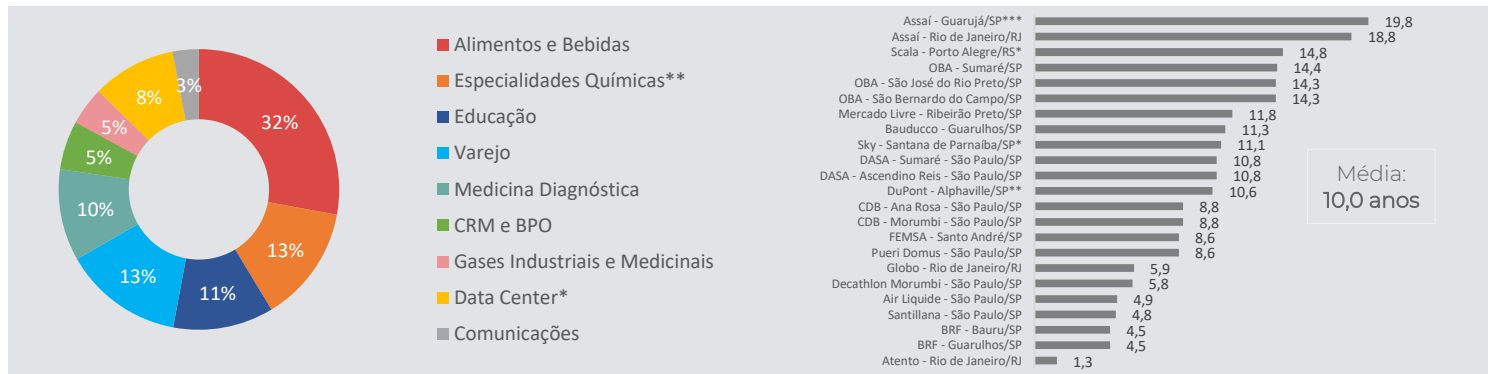 32%
13%
11%
13%
10%
5%
5%
8%
3%
Alimentos e Bebidas
Especialidades Químicas**
Educação
Varejo
Medicina Diagnóstica
CRM e BPO
Gases Industriais e Medicinais
Data Center*
Comunicações
Assaí - Guarujá/SP*** 19,8
Assaí - Rio de Janeiro/RJ 18,8
Scala - Porto Alegre/RS* 14,8
OBA - Sumaré/SP 14,4
OBA - São José do Rio Preto/SP 14,3
OBA - São Bernardo do Campo/SP 14,3
Mercado Livre - Ribeirão Preto/SP 11,8
Bauducco - Guarulhos/SP 11,3
Sky - Santana de Parnaíba/SP* 11,1
DASA - Sumaré - São Paulo/SP 10,8
DASA - Ascendino Reis - São Paulo/SP 10,8
DuPont - Alphaville/SP** 10,6
CDB - Ana Rosa - São Paulo/SP 8,8
CDB - Morumbi - São Paulo/SP 8,8
FEMSA - Santo André/SP 8,6
Pueri Domus - São Paulo/SP 8,6
Globo - Rio de Janeiro/RJ 5,9
Decathlon Morumbi - São Paulo/SP 5,8
Air Liquide - São Paulo/SP 4,9
Santillana - São Paulo/SP 4,8
BRF - Bauru/SP 4,5
BRF - Guarulhos/SP 4,5
Atento - Rio de Janeiro/RJ 1,3
Média:
10,0 anos